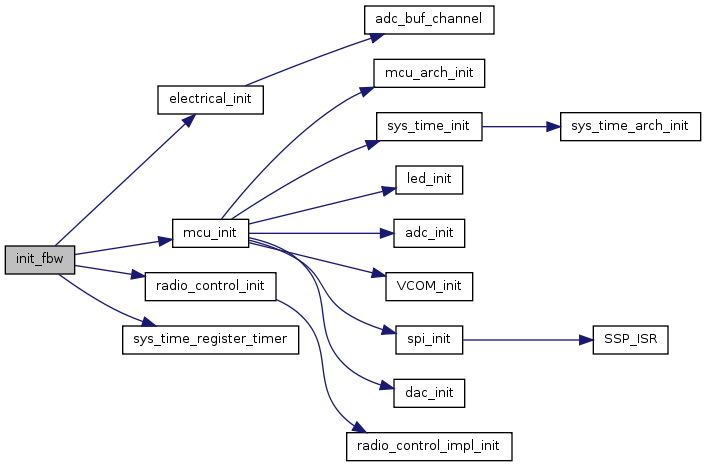 adc_buf_channel
mcu_arch_init
electrical_init
sys_time_init
sys_time_arch_init
led_init
mcu_init
adc_init
init_fbw
radio_control_init
VCOM_init
sys_time_register_timer
spi_init
SSP_ISR
dac_init
radio_control_impl_init